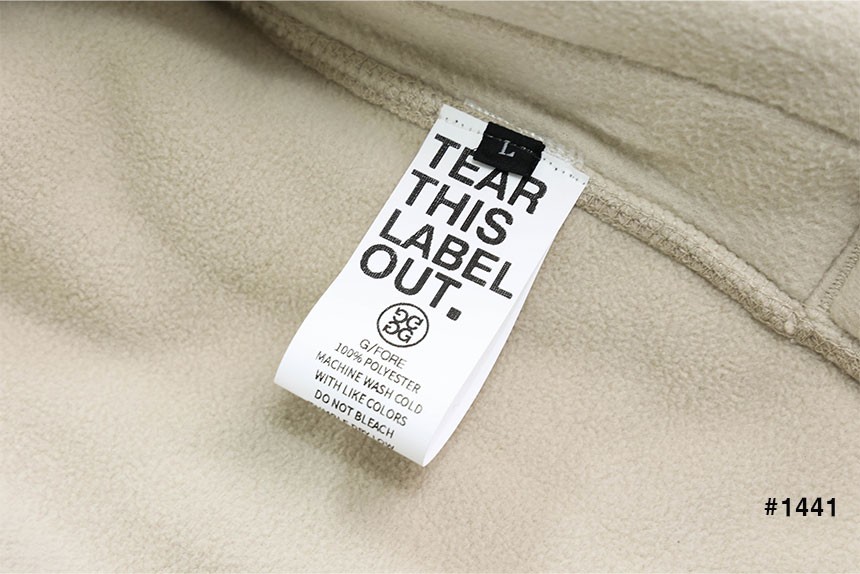 L
TEAR
THIS
LABEL
OUT.
G/FORE
100% POLYESTER
MACHINE WASH COLD
WITH LIKE COLORS
DO NOT BLEACH
#1441